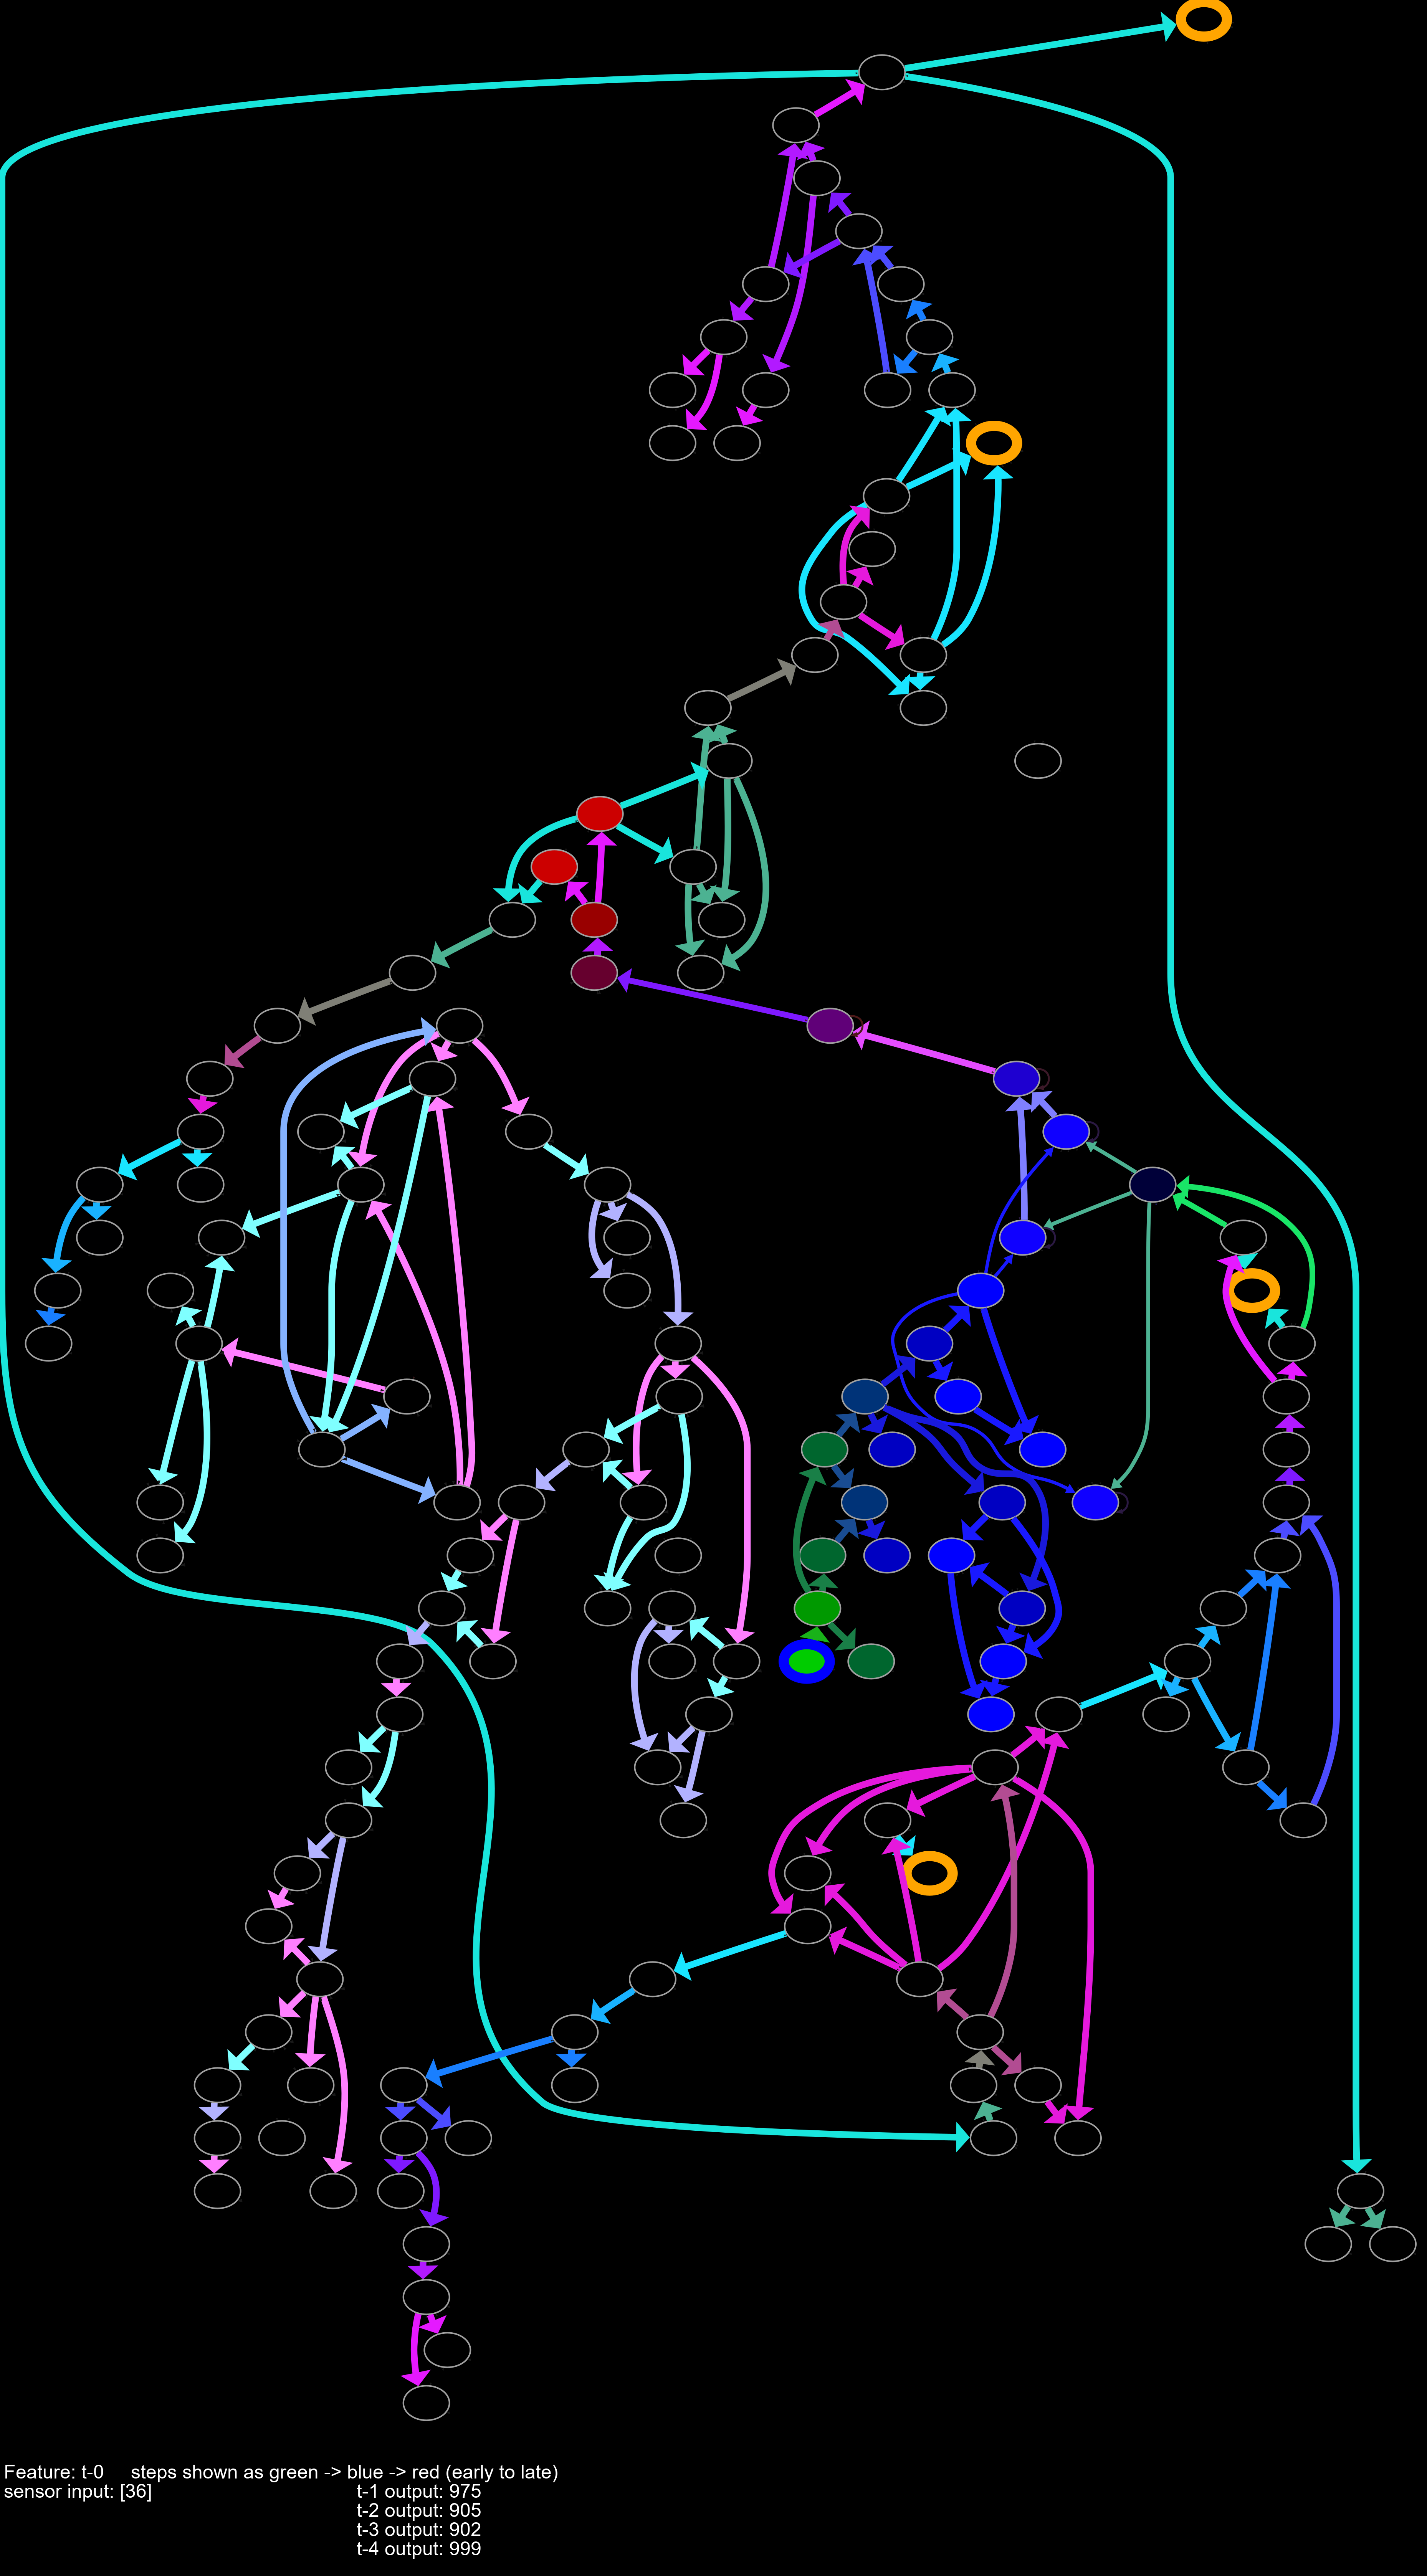 Feature: t-0 steps shown as green -> blue -> red (early to late)
sensor input: [36] t-1 output: 975
t-2 output: 905
t-3 output: 902
t-4 output: 999